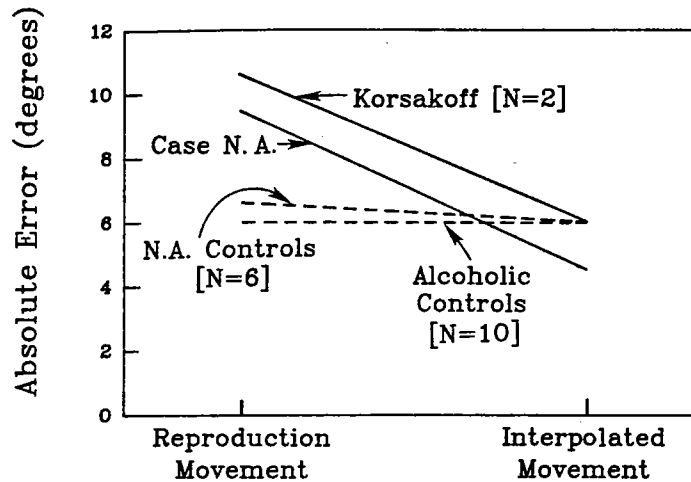 Absolute Error (degrees)
12
10
8
6
4
2
0
Korsakoff [N=2]
Case N.A.
N.A. Controls
[N=6]
Alcoholic
Controls
[N=10]
Reproduction
Movement
Interpolated
Movement